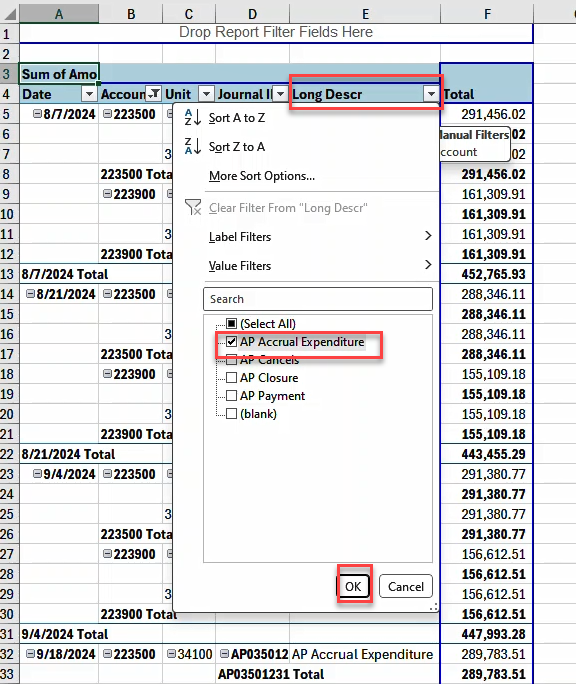 A B C D E F
1 Drop Report Filter Fields Here
2
3 Sum of Amo
4 Date Accoun Unit Journal I Long Descr Total
5 8/7/2024 223500 291,456.02
Sort A to Z
6 Manual Filters 02
7 3 ccount 02
Sort Z to A
8 223500 Tota 291,456.02
More Sort Options...
9 223900 161,309.91
10 161,309.91
Clear Filter From "Long Descr"
11 3 161,309.91
Label Filters
12 223900 Tota 161,309.91
Value Filters
13 8/7/2024 Total 452,765.93
14 8/21/2024 223500 288,346.11
Search
15 288,346.11
(Select All)
16 3 288,346.11
AP Accrual Expenditure
17 223500 Tota 288,346.11
AP Cancels
18 223900 155,109.18
AP Closure
19 155,109.18
AP Payment
20 3 155,109.18
(blank)
21 223900 Tota 155,109.18
22 8/21/2024 Total 443,455.29
23 9/4/2024 223500 291,380.77
24 291,380.77
25 3 291,380.77
26 223500 Tota 291,380.77
27 223900 156,612.51
28 156,612.51
OK Cancel
29 3 156,612.51
30 223900 Total 156,612.51
31 9/4/2024 Total 447,993.28
32 9/18/2024 223500 34100 AP035012 AP Accrual Expenditure 289,783.51
33 AP03501231 Total 289,783.51